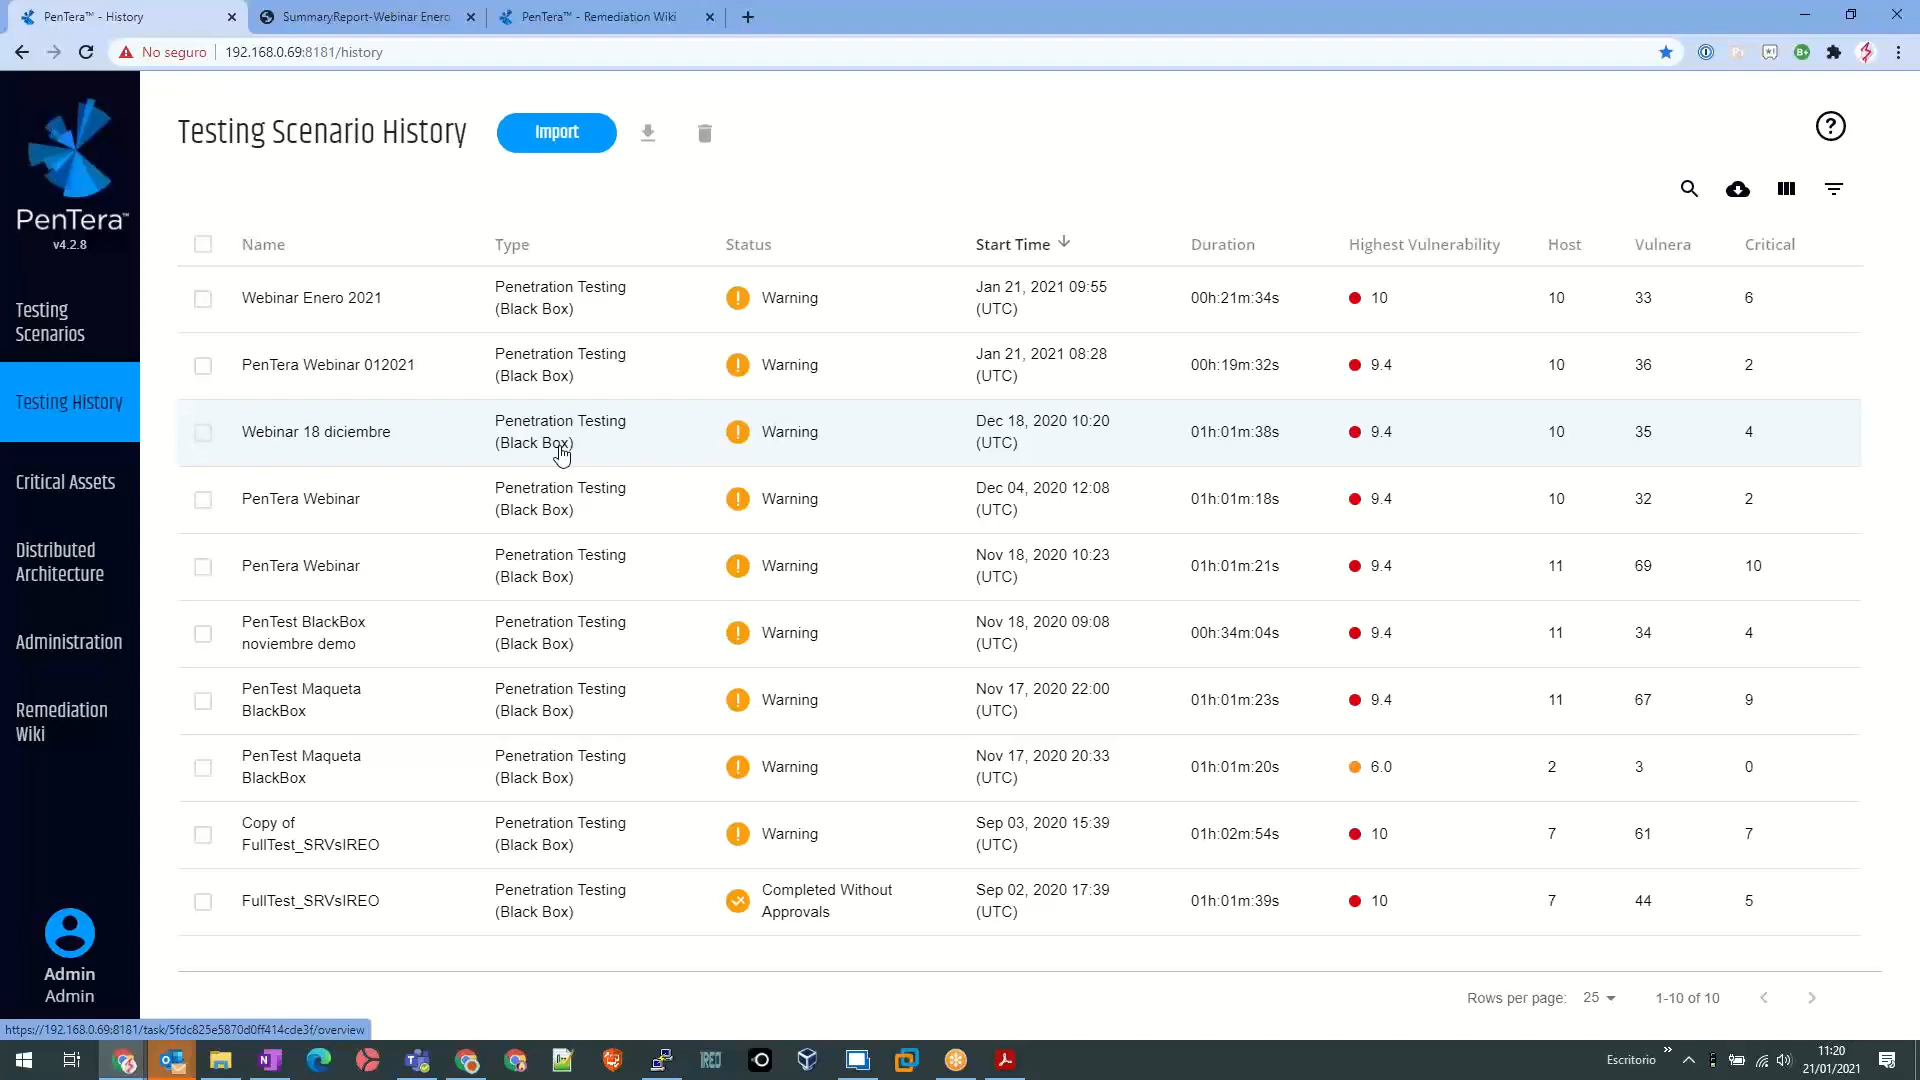 PenTera™ - History
SummaryReport-Webinar Enero
PenTera™ - Remediation Wiki
No seguro
192.168.0.69:8181/history
PenTera™
v4.2.8
Testing
Scenarios
Testing History
Critical Assets
Distributed
Architecture
Administration
Remediation
Wiki
Admin
Admin
Testing Scenario History
Import
Name Type Status Start Time Duration Highest Vulnerability Host Vulnera Critical
Webinar Enero 2021 Penetration Testing (Black Box) Warning Jan 21, 2021 09:55 (UTC) 00h:21m:34s 10 10 33 6
PenTera Webinar 012021 Penetration Testing (Black Box) Warning Jan 21, 2021 08:28 (UTC) 00h:19m:32s 9.4 10 36 2
Webinar 18 diciembre Penetration Testing (Black Box) Warning Dec 18, 2020 10:20 (UTC) 01h:01m:38s 9.4 10 35 4
PenTera Webinar Penetration Testing (Black Box) Warning Dec 04, 2020 12:08 (UTC) 01h:01m:18s 9.4 10 32 2
PenTera Webinar Penetration Testing (Black Box) Warning Nov 18, 2020 10:23 (UTC) 01h:01m:21s 9.4 11 69 10
PenTest BlackBox noviembre demo Penetration Testing (Black Box) Warning Nov 18, 2020 09:08 (UTC) 00h:34m:04s 9.4 11 34 4
PenTest Maqueta BlackBox Penetration Testing (Black Box) Warning Nov 17, 2020 22:00 (UTC) 01h:01m:23s 9.4 11 67 9
PenTest Maqueta BlackBox Penetration Testing (Black Box) Warning Nov 17, 2020 20:33 (UTC) 01h:01m:20s 6.0 2 3 0
Copy of FullTest_SRVsIREO Penetration Testing (Black Box) Warning Sep 03, 2020 15:39 (UTC) 01h:02m:54s 10 7 61 7
FullTest_SRVsIREO Penetration Testing (Black Box) Completed Without Approvals Sep 02, 2020 17:39 (UTC) 01h:01m:39s 10 7 44 5
Rows per page: 25 1-10 of 10
https://192.168.0.69:8181/task/5fdc825e5870d0ff414cde3f/overview
IREO
Escritorio
11:20
21/01/2021